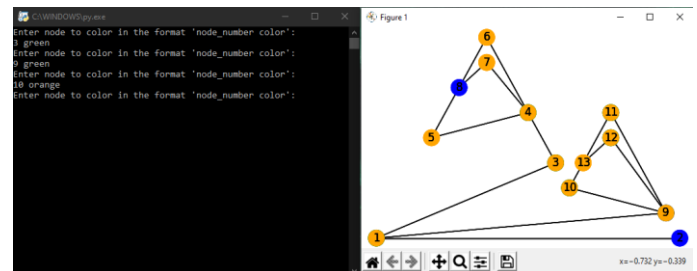 C:\WINDOWS\py.exe
Enter node to color in the format 'node_number color':
3 green
Enter node to color in the format 'node_number color':
9 green
Enter node to color in the format 'node_number color':
10 orange
Enter node to color in the format 'node_number color':
Figure 1
6
7
8
4
11
5
12
3
13
10
9
1
2
x=-0.732 y=-0.339